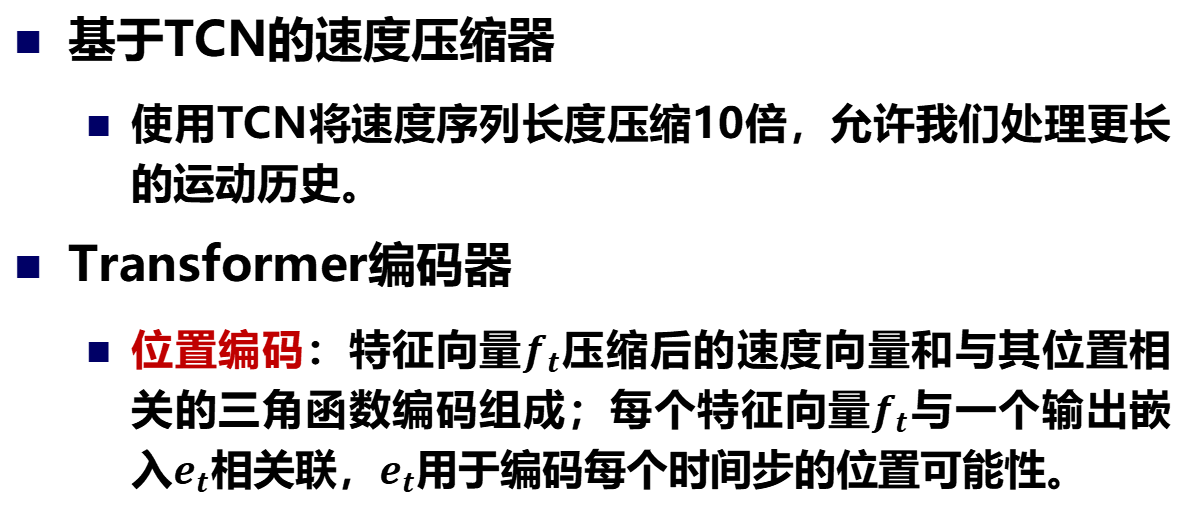 ■ 基于TCN的速度压缩器
■ 使用TCN将速度序列长度压缩10倍，允许我们处理更长
的运动历史。
■ Transformer编码器
■ 位置编码：特征向量𝒇ₜ压缩后的速度向量和与其位置相
关的三角函数编码组成；每个特征向量𝒇ₜ与一个输出嵌
入𝒆ₜ相关联，𝒆ₜ用于编码每个时间步的位置可能性。